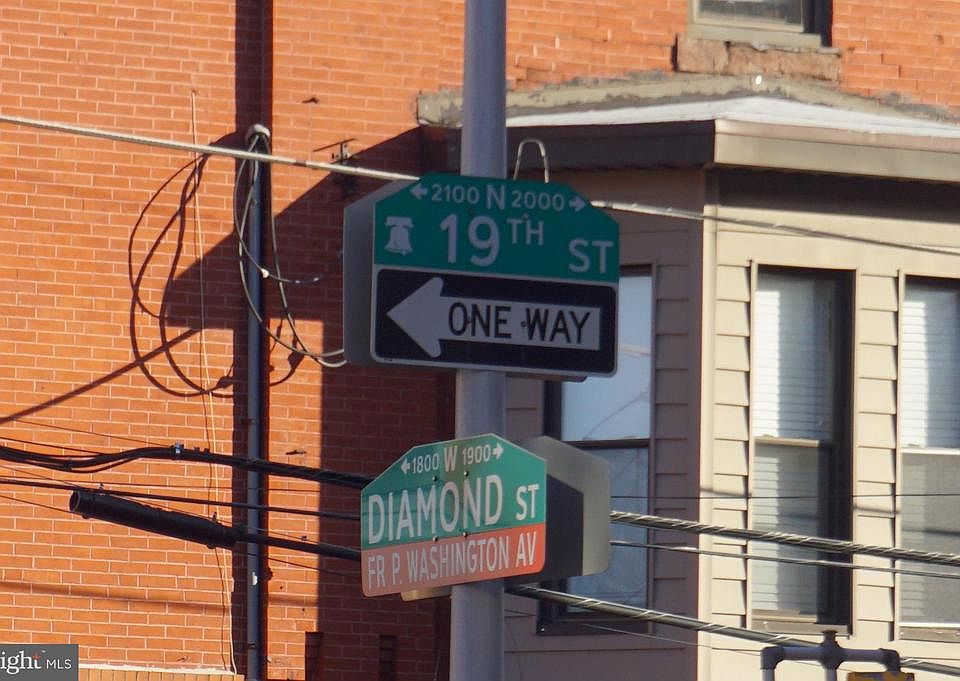 ← 2100 N 2000 →
19TH ST
ONE WAY
← 1800 W 1900 →
DIAMOND ST
FR P. WASHINGTON AV
ight MLS